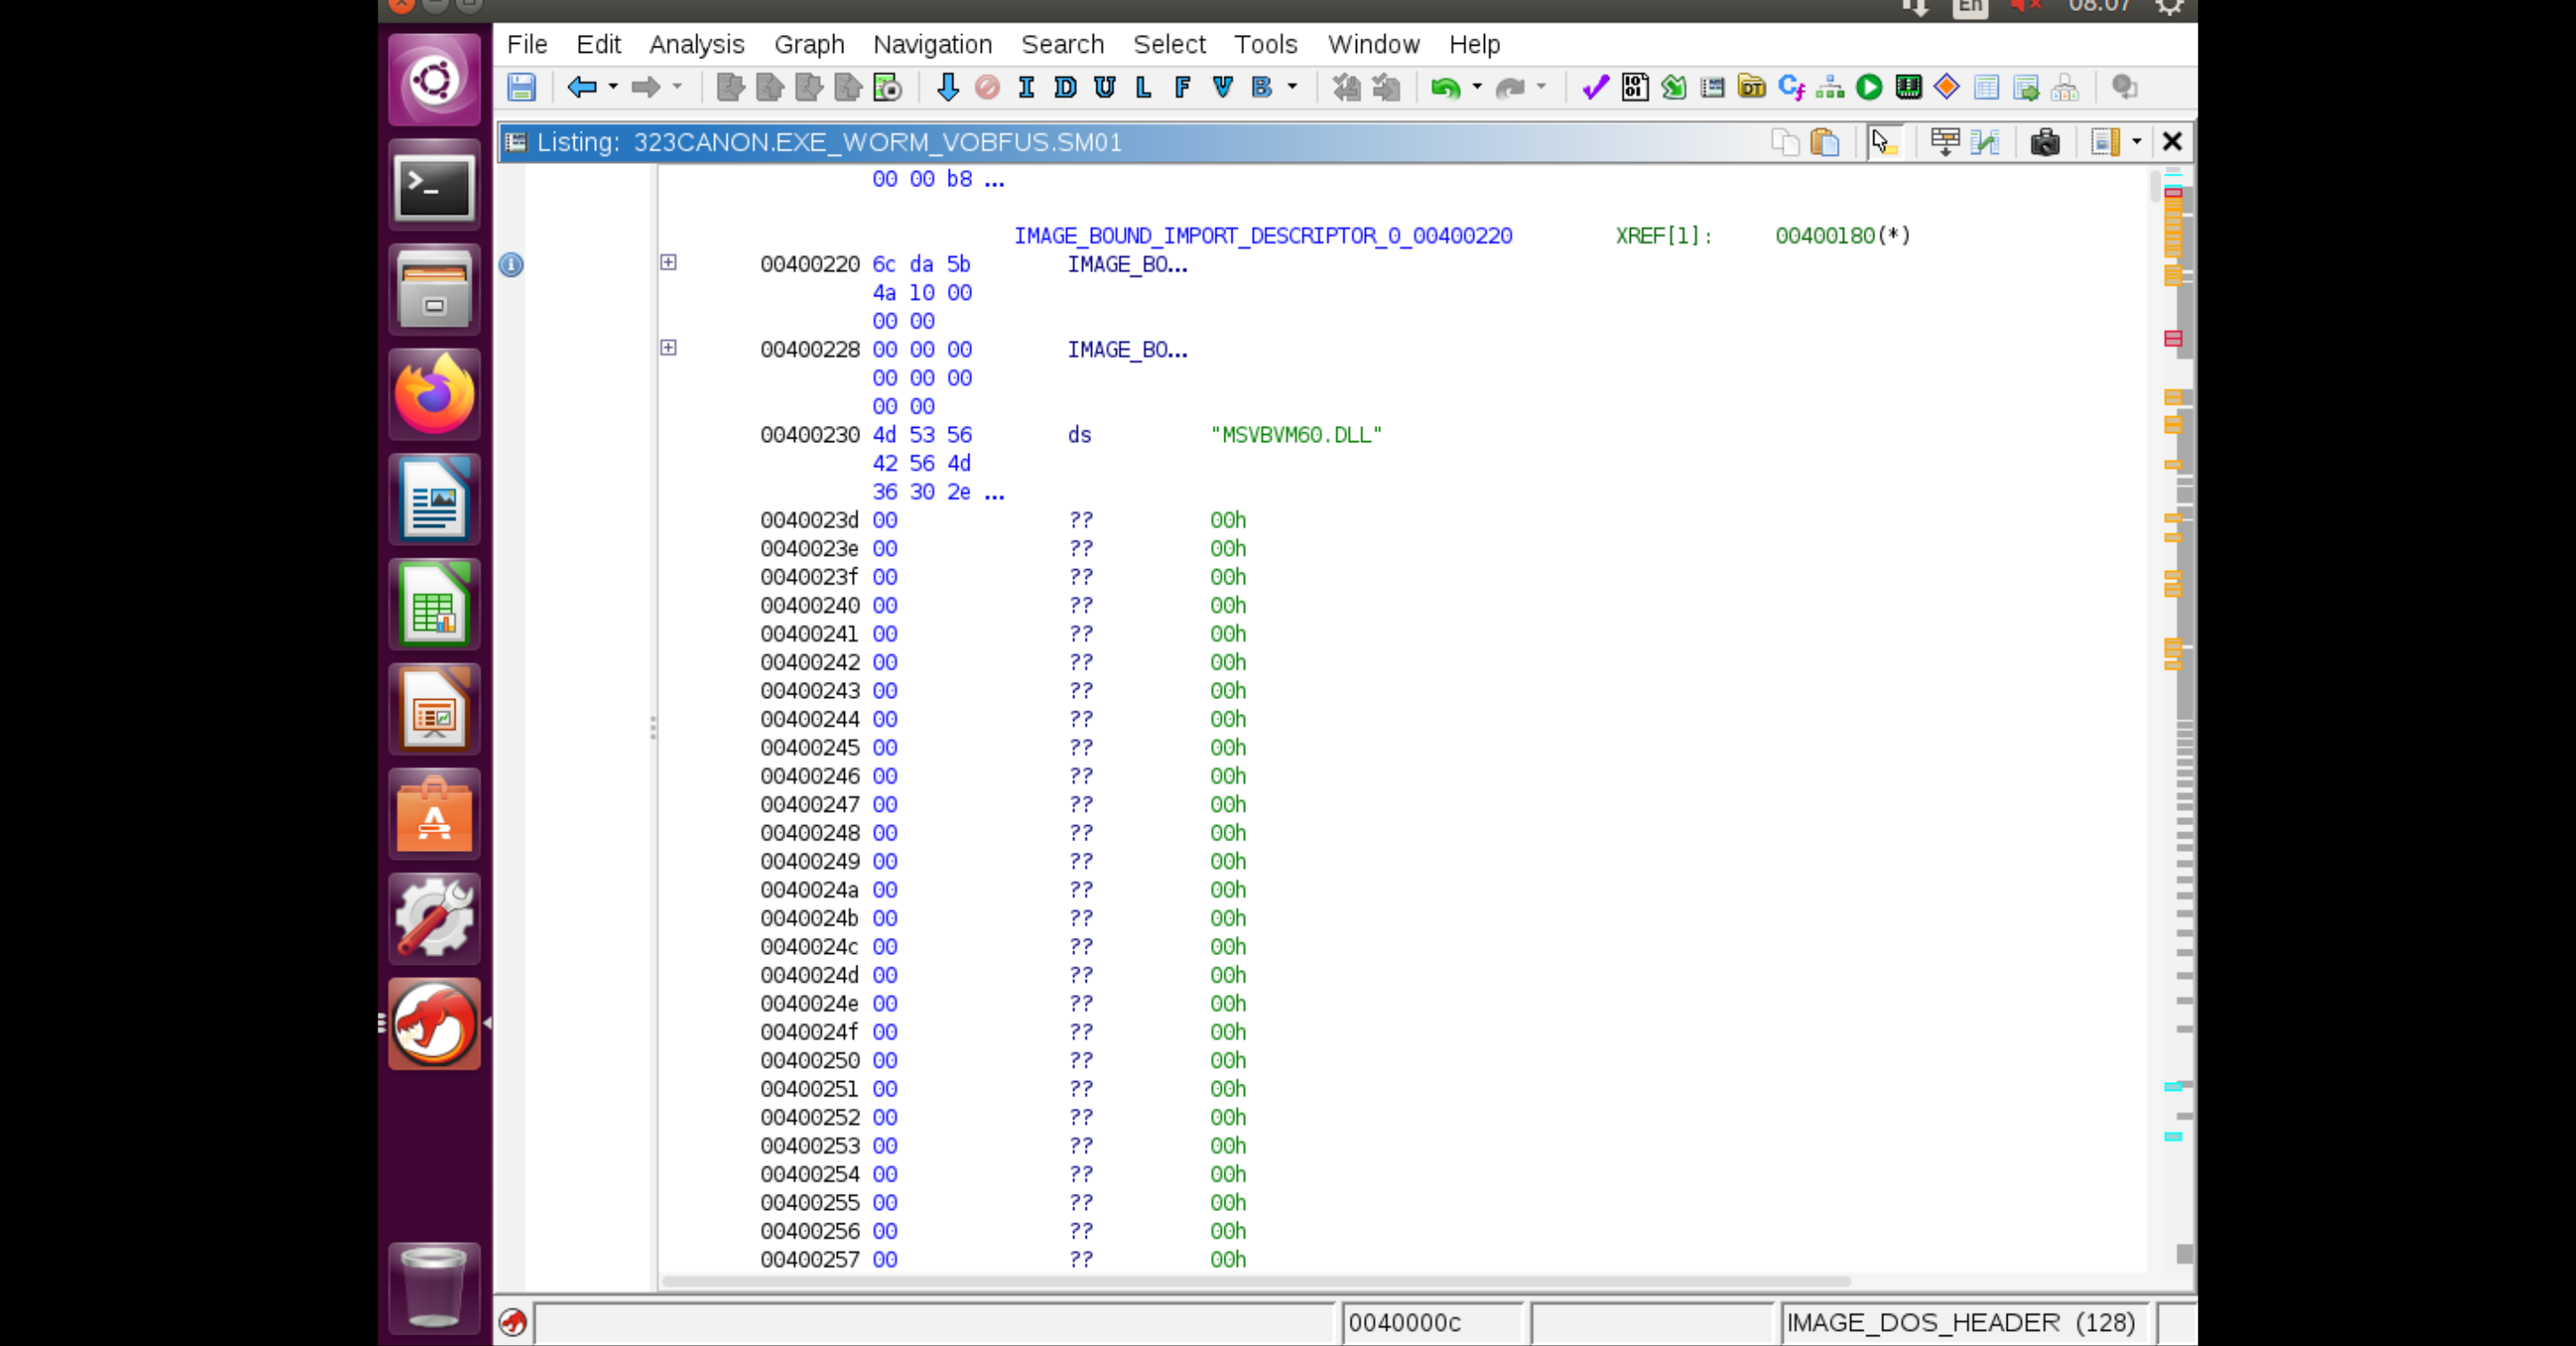 En 08:07
File Edit Analysis Graph Navigation Search Select Tools Window Help
I D U L F V B DT Cf
Listing: 323CANON.EXE_WORM_VOBFUS.SM01
00 00 b8 ...
IMAGE_BOUND_IMPORT_DESCRIPTOR_0_00400220 XREF[1]: 00400180(*)
00400220 6c da 5b IMAGE_BO...
4a 10 00
00 00
00400228 00 00 00 IMAGE_BO...
00 00 00
00 00
00400230 4d 53 56 ds "MSVBVM60.DLL"
42 56 4d
36 30 2e ...
0040023d 00 ?? 00h
0040023e 00 ?? 00h
0040023f 00 ?? 00h
00400240 00 ?? 00h
00400241 00 ?? 00h
00400242 00 ?? 00h
00400243 00 ?? 00h
00400244 00 ?? 00h
00400245 00 ?? 00h
00400246 00 ?? 00h
00400247 00 ?? 00h
00400248 00 ?? 00h
00400249 00 ?? 00h
0040024a 00 ?? 00h
0040024b 00 ?? 00h
0040024c 00 ?? 00h
0040024d 00 ?? 00h
0040024e 00 ?? 00h
0040024f 00 ?? 00h
00400250 00 ?? 00h
00400251 00 ?? 00h
00400252 00 ?? 00h
00400253 00 ?? 00h
00400254 00 ?? 00h
00400255 00 ?? 00h
00400256 00 ?? 00h
00400257 00 ?? 00h
0040000c IMAGE_DOS_HEADER (128)